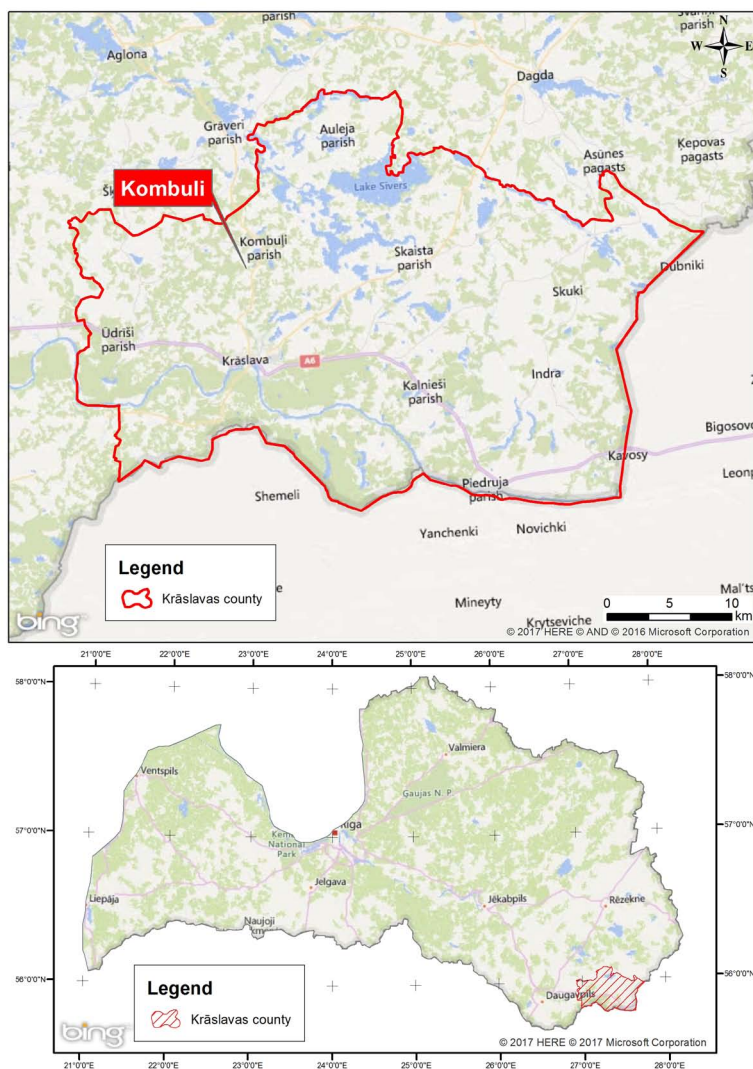 parish
Svariņi
pagasts
Aglona
N
W E
S
Dagda
Grāveri
parish
Auleja
parish
Asūnes
pagasts
Ķepovas
pagasts
Lake Sivers
Kombuli
Kombuļi
parish
Skaista
parish
Dubniki
Skuki
Ūdrīši
parish
Krāslava
A6
Kalnieši
parish
Indra
Bigosovo
Kavosy
Piedruja
parish
Shemeli
Yanchenki
Novichki
Mineyty
Krytseviche
Legend
Krāslavas county
0 5 10
km
bing
© 2017 HERE © AND © 2016 Microsoft Corporation
21°0'0"E 22°0'0"E 23°0'0"E 24°0'0"E 25°0'0"E 26°0'0"E 27°0'0"E 28°0'0"E
58°0'0"N 58°0'0"N
Valmiera
Ventspils
Gaujas N. P.
57°0'0"N 57°0'0"N
Rīga
National
Park
Jelgava
Liepāja
Jēkabpils
Rēzekne
Naujoji
56°0'0"N 56°0'0"N
Daugavpils
Legend
Krāslavas county
bing
© 2017 HERE © 2017 Microsoft Corporation
21°0'0"E 22°0'0"E 23°0'0"E 24°0'0"E 25°0'0"E 26°0'0"E 27°0'0"E 28°0'0"E